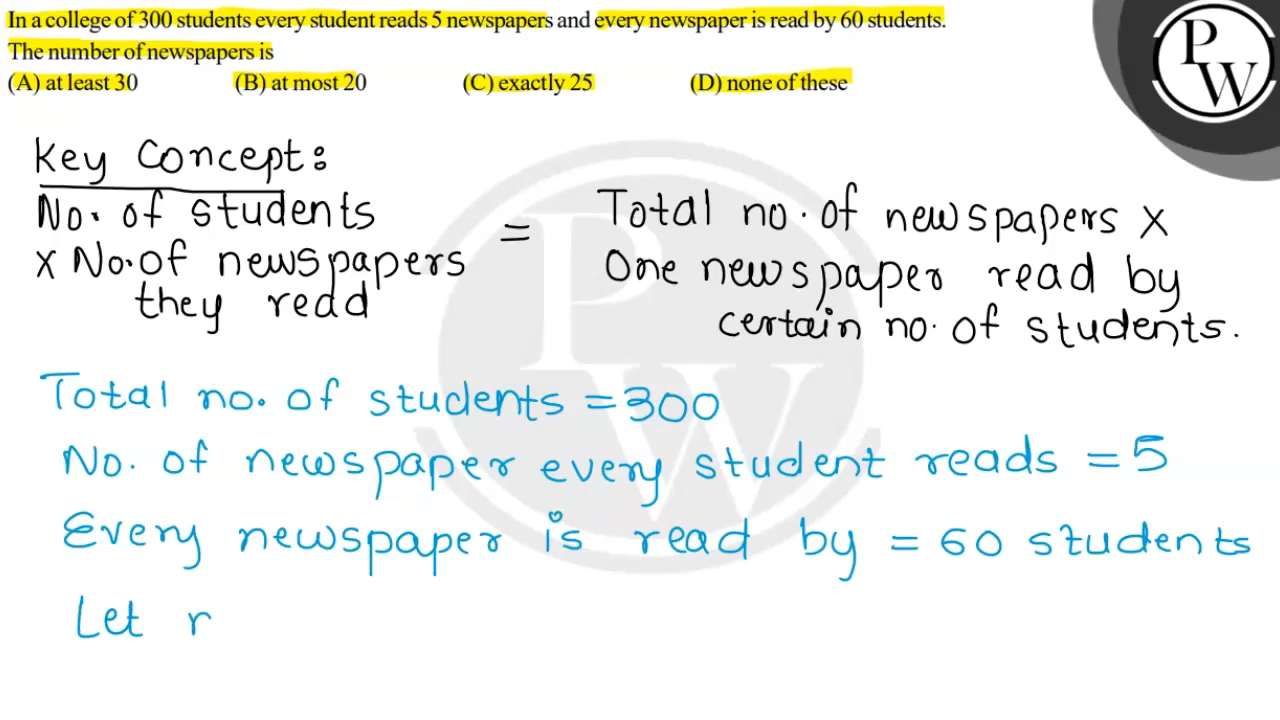 In a college of 300 students every student reads 5 newspapers and every newspaper is read by 60 students.
The number of newspapers is
(A) at least 30 (B) at most 20 (C) exactly 25 (D) none of these
P
W
Key Concept:
No. of students = Total no. of newspapers x
x No. of newspapers One newspaper read by
they read certain no. of students.
Total no. of students = 300
No. of newspaper every student reads = 5
Every newspaper is read by = 60 students
Let n